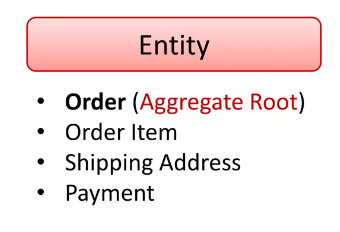 Entity
• Order (Aggregate Root)
• Order Item
• Shipping Address
• Payment